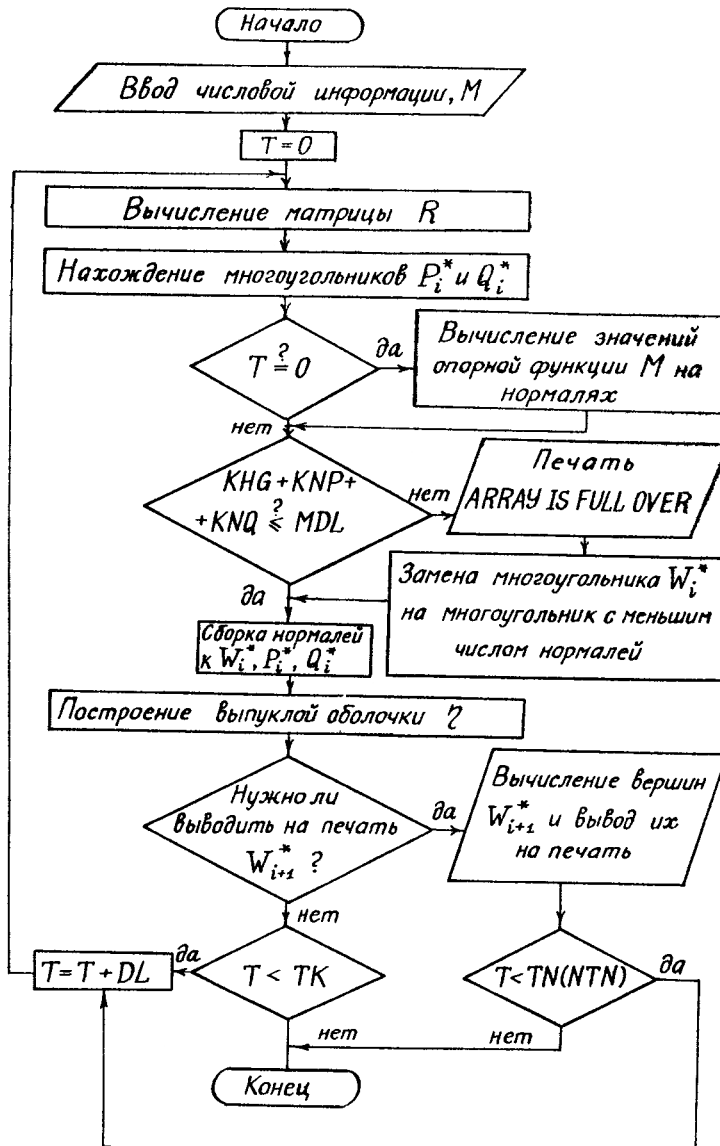 Начало
Ввод числовой информации, M
T = 0
Вычисление матрицы R
Нахождение многоугольников P_i^* и Q_i^*
T ≟ 0
да
Вычисление значений
опорной функции M на
нормалях
нет
KHG + KNP +
+ KNQ ≤? MDL
нет
Печать
ARRAY IS FULL OVER
да
Замена многоугольника W_i^*
на многоугольник с меньшим
числом нормалей
Сборка нормалей
к W_i^*, P_i^*, Q_i^*
Построение выпуклой оболочки η
Нужно ли
выводить на печать
W_{i+1}^* ?
да
Вычисление вершин
W_{i+1}^* и вывод их
на печать
нет
T = T + DL
да
T < TK
T < TN(NTN)
да
нет
нет
Конец